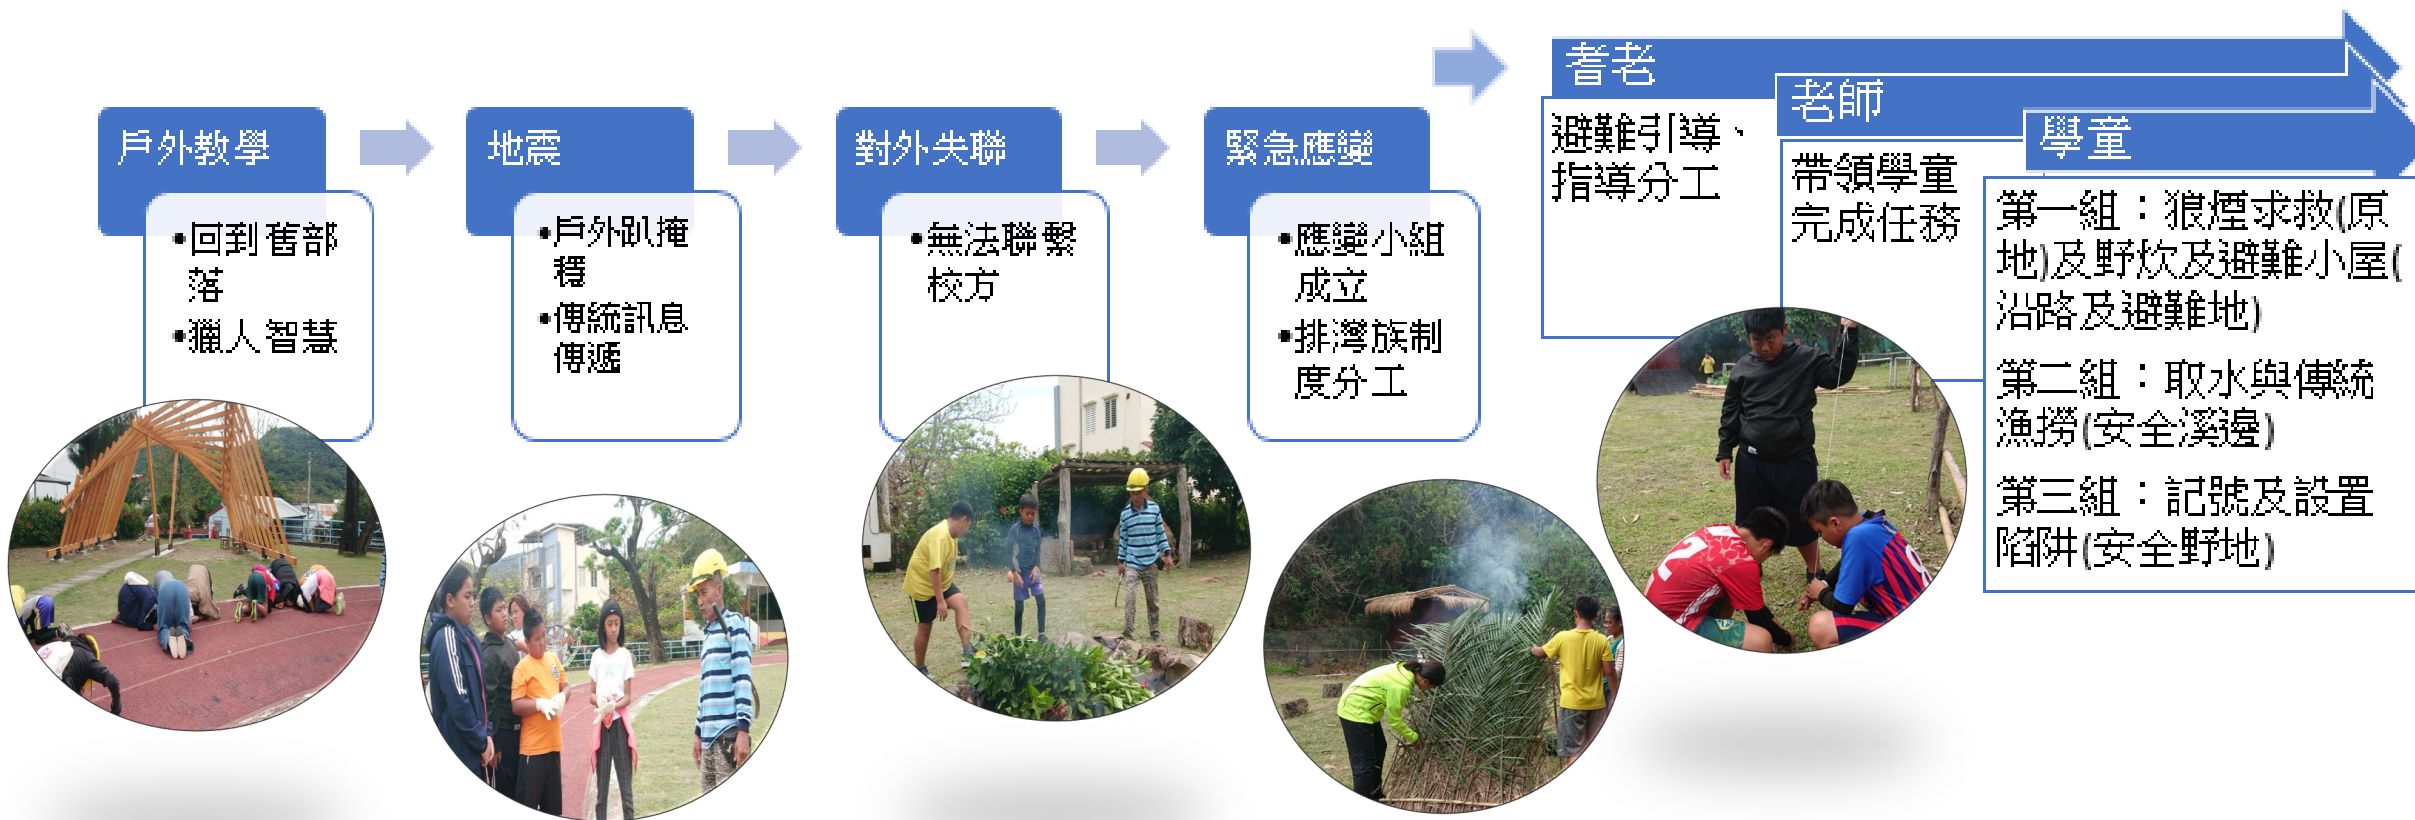 戶外教學
•回到舊部
落
•獵人智慧
地震
•戶外趴掩
穩
•傳統訊息
傳遞
對外失聯
•無法聯繫
校方
緊急應變
•應變小組
成立
•排灣族制
度分工
耆老
避難引導、
指導分工
老師
帶領學童
完成任務
學童
第一組：狼煙求救(原
地)及野炊及避難小屋(
沿路及避難地)
第二組：取水與傳統
漁撈(安全溪邊)
第三組：記號及設置
陷阱(安全野地)